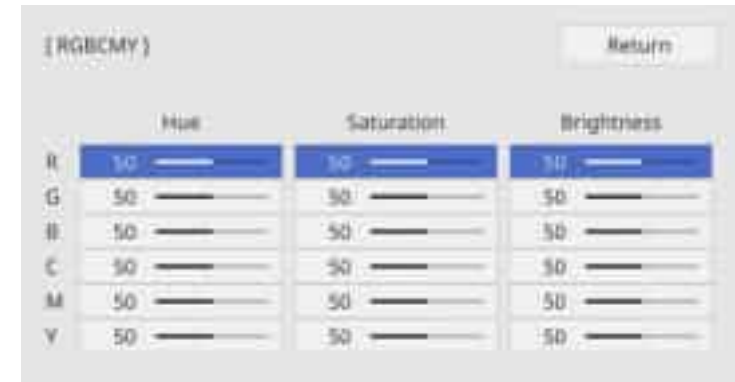 [RGBCMY] Return
Hue Saturation Brightness
R 50 50 50
G 50 50 50
B 50 50 50
C 50 50 50
M 50 50 50
Y 50 50 50